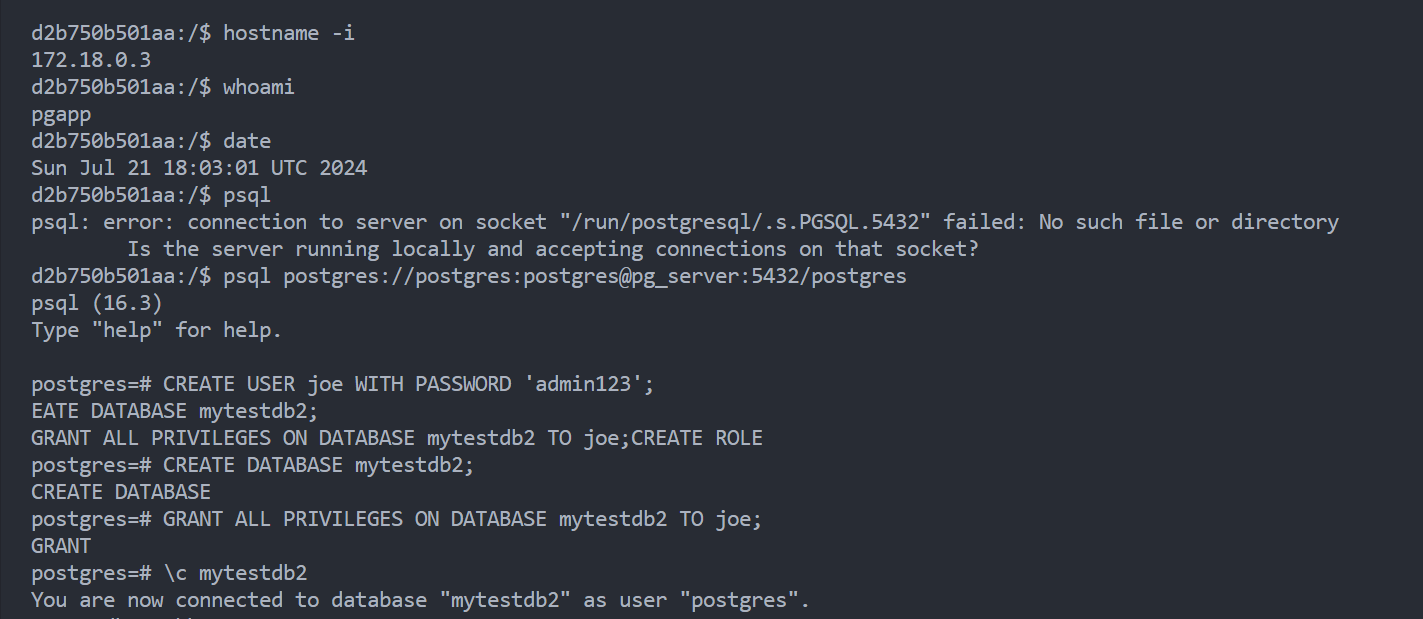 d2b750b501aa:/$ hostname -i
172.18.0.3
d2b750b501aa:/$ whoami
pgapp
d2b750b501aa:/$ date
Sun Jul 21 18:03:01 UTC 2024
d2b750b501aa:/$ psql
psql: error: connection to server on socket "/run/postgresql/.s.PGSQL.5432" failed: No such file or directory
Is the server running locally and accepting connections on that socket?
d2b750b501aa:/$ psql postgres://postgres:postgres@pg_server:5432/postgres
psql (16.3)
Type "help" for help.
postgres=# CREATE USER joe WITH PASSWORD 'admin123';
EATE DATABASE mytestdb2;
GRANT ALL PRIVILEGES ON DATABASE mytestdb2 TO joe;CREATE ROLE
postgres=# CREATE DATABASE mytestdb2;
CREATE DATABASE
postgres=# GRANT ALL PRIVILEGES ON DATABASE mytestdb2 TO joe;
GRANT
postgres=# \c mytestdb2
You are now connected to database "mytestdb2" as user "postgres".